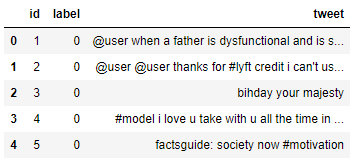 id label tweet
0 1 0 @user when a father is dysfunctional and is s...
1 2 0 @user @user thanks for #lyft credit i can't us...
2 3 0 bihday your majesty
3 4 0 #model i love u take with u all the time in ...
4 5 0 factsguide: society now #motivation